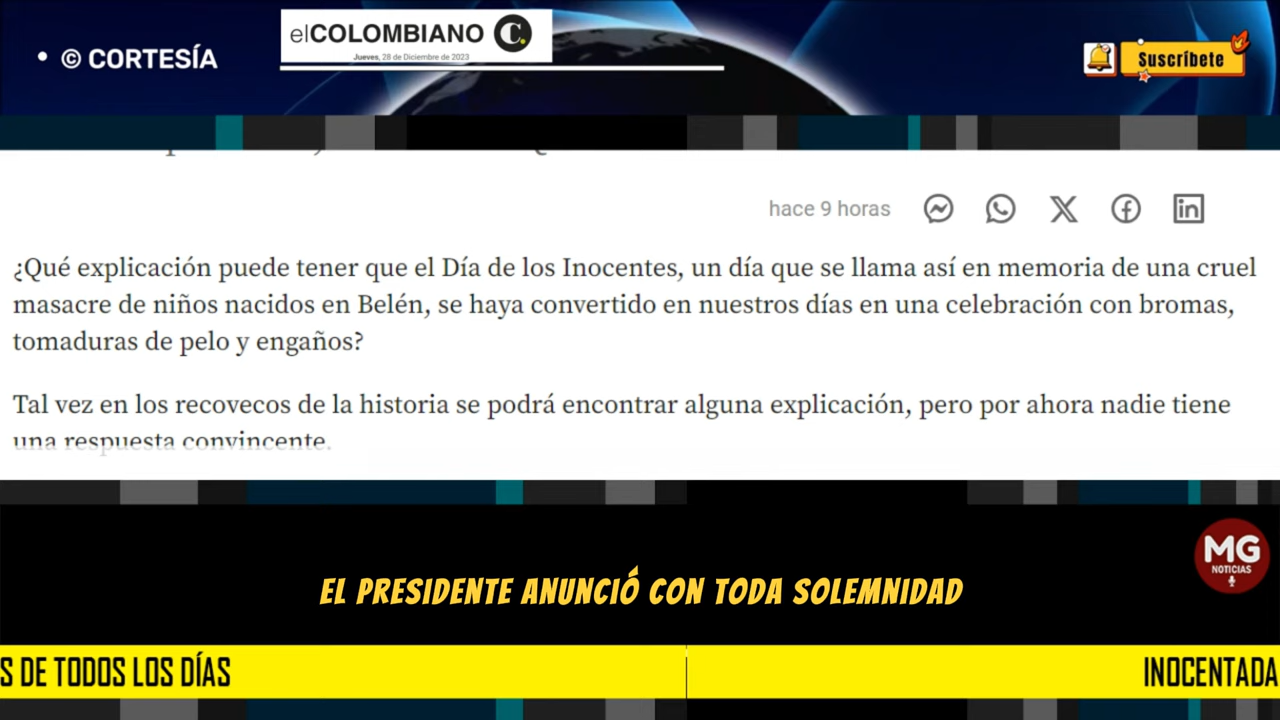 • © CORTESÍA
elCOLOMBIANO C.
Jueves, 28 de Diciembre de 2023
Suscríbete
hace 9 horas
¿Qué explicación puede tener que el Día de los Inocentes, un día que se llama así en memoria de una cruel
masacre de niños nacidos en Belén, se haya convertido en nuestros días en una celebración con bromas,
tomaduras de pelo y engaños?
Tal vez en los recovecos de la historia se podrá encontrar alguna explicación, pero por ahora nadie tiene
una respuesta convincente.
MG
NOTICIAS
EL PRESIDENTE ANUNCIÓ CON TODA SOLEMNIDAD
S DE TODOS LOS DÍAS
INOCENTADA